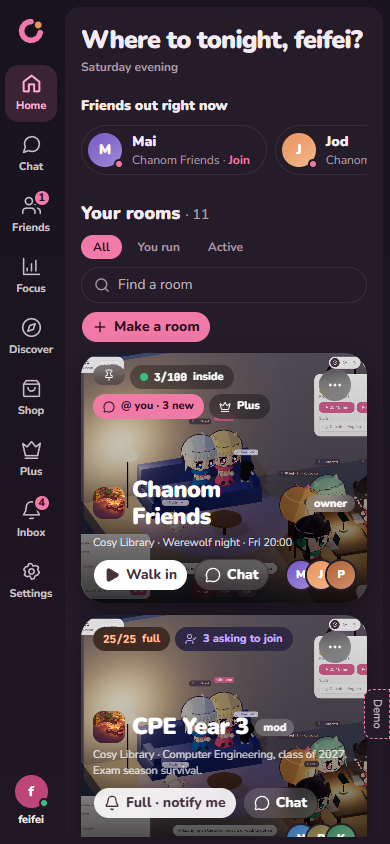 Where to tonight, feifei?
Saturday evening
Home
Chat
1
Friends
Focus
Discover
Shop
Plus
4
Inbox
Settings
f
feifei
Friends out right now
M
Mai
Chanom Friends · Join
J
Jod
Chanom
Your rooms · 11
All
You run
Active
Find a room
+ Make a room
3/100 inside
@ you · 3 new
Plus
Chanom
Friends
owner
Cosy Library · Werewolf night · Fri 20:00
Walk in
Chat
M
J
P
25/25 full
3 asking to join
CPE Year 3
mod
Cosy Library · Computer Engineering, class of 2027.
Exam season survival.
Full · notify me
Chat
Demo